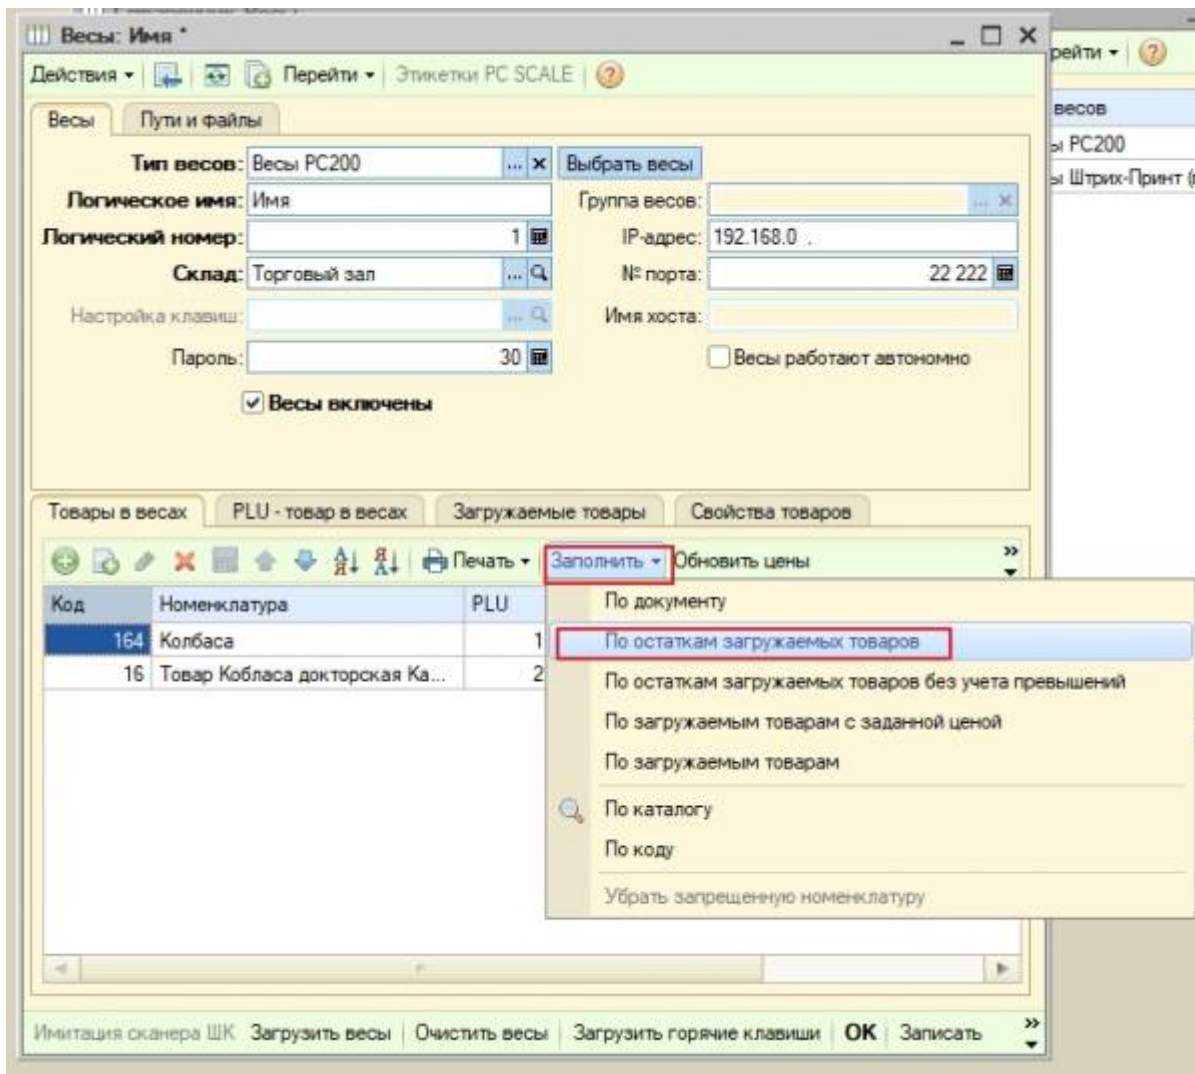 Весы: Имя *
Действия Перейти Этикетки PC SCALE
рейти
Весы Пути и файлы
весов
Тип весов: Весы PC200 ... Выбрать весы
ы PC200
Логическое имя: Имя Группа весов:
ы Штрих-Принт (
Логический номер: 1 IP-адрес: 192.168.0 .
Склад: Торговый зал ... № порта: 22 222
Настройка клавиш: ... Имя хоста:
Пароль: 30 Весы работают автономно
Весы включены
Товары в весах PLU - товар в весах Загружаемые товары Свойства товаров
Печать Заполнить Обновить цены
Код Номенклатура PLU
По документу
164 Колбаса 1
По остаткам загружаемых товаров
16 Товар Кобласа докторская Ка... 2
По остаткам загружаемых товаров без учета превышений
По загружаемым товарам с заданной ценой
По загружаемым товарам
По каталогу
По коду
Убрать запрещенную номенклатуру
Имитация сканера ШК Загрузить весы Очистить весы Загрузить горячие клавиши OK Записать